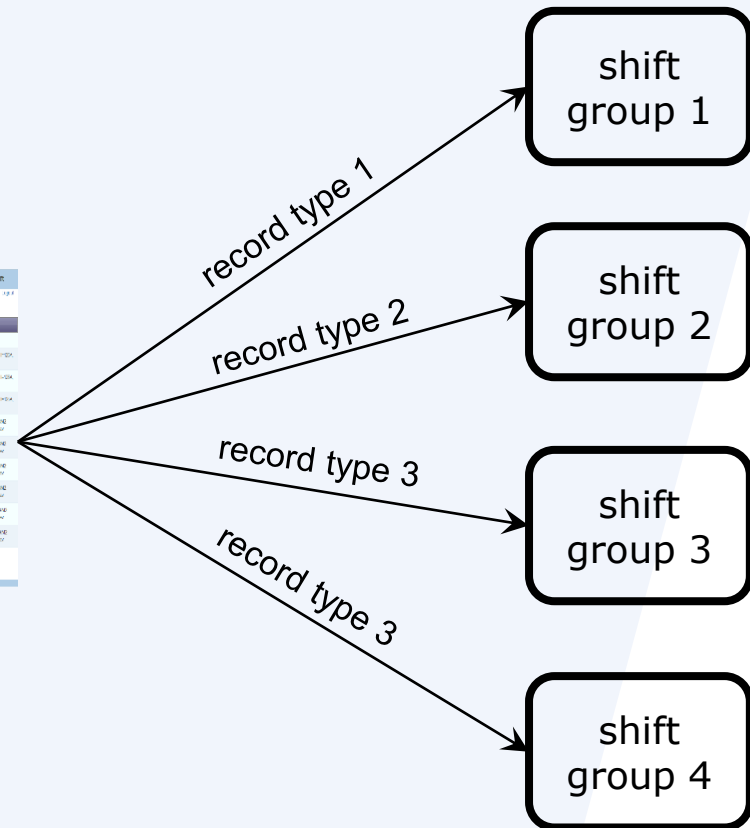 shift
group 1
record type 1
shift
group 2
record type 2
record type 3
shift
group 3
record type 3
shift
group 4